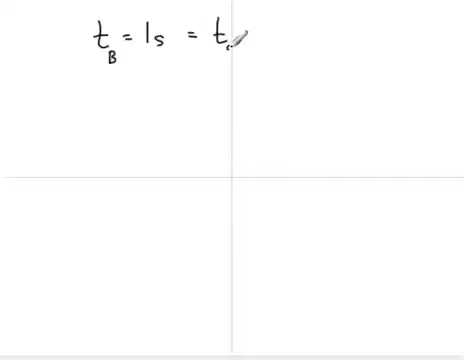 t_B = 1s = t